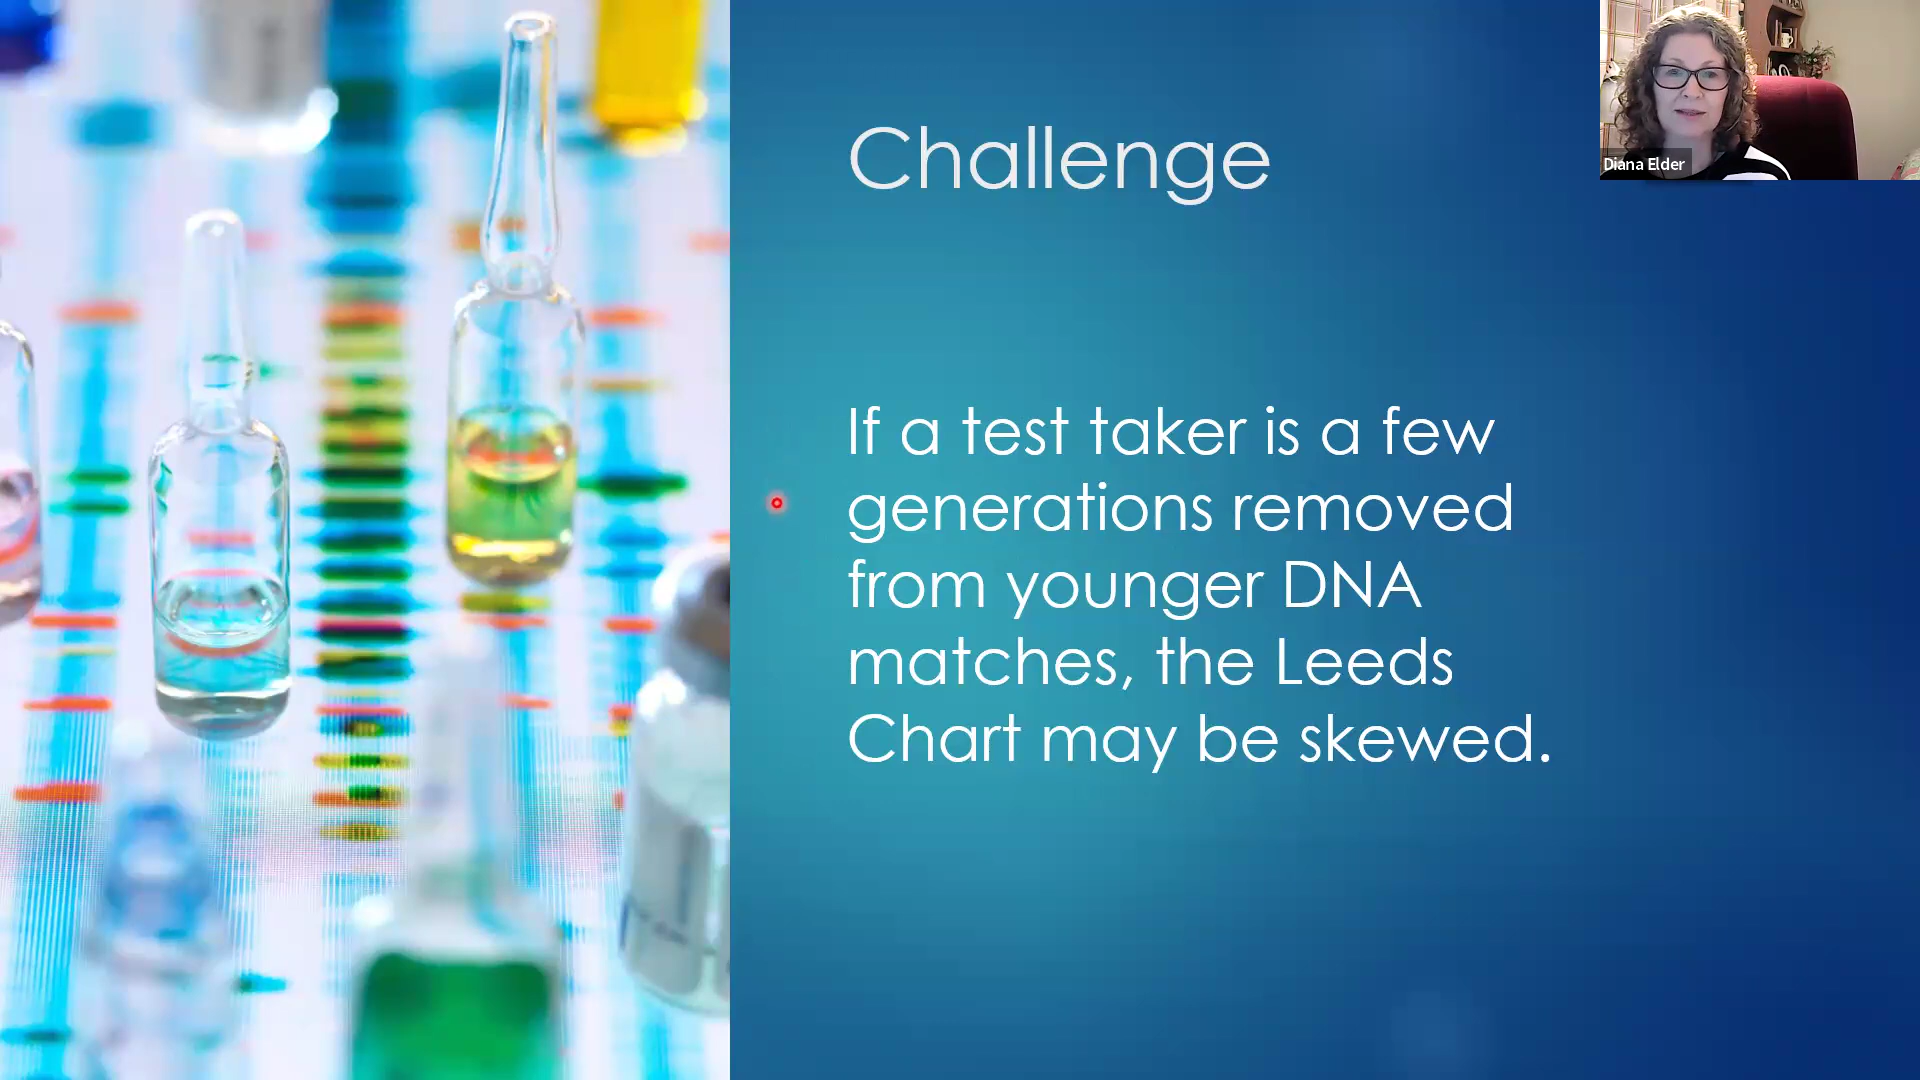 Challenge
Diana Elder
If a test taker is a few
generations removed
from younger DNA
matches, the Leeds
Chart may be skewed.